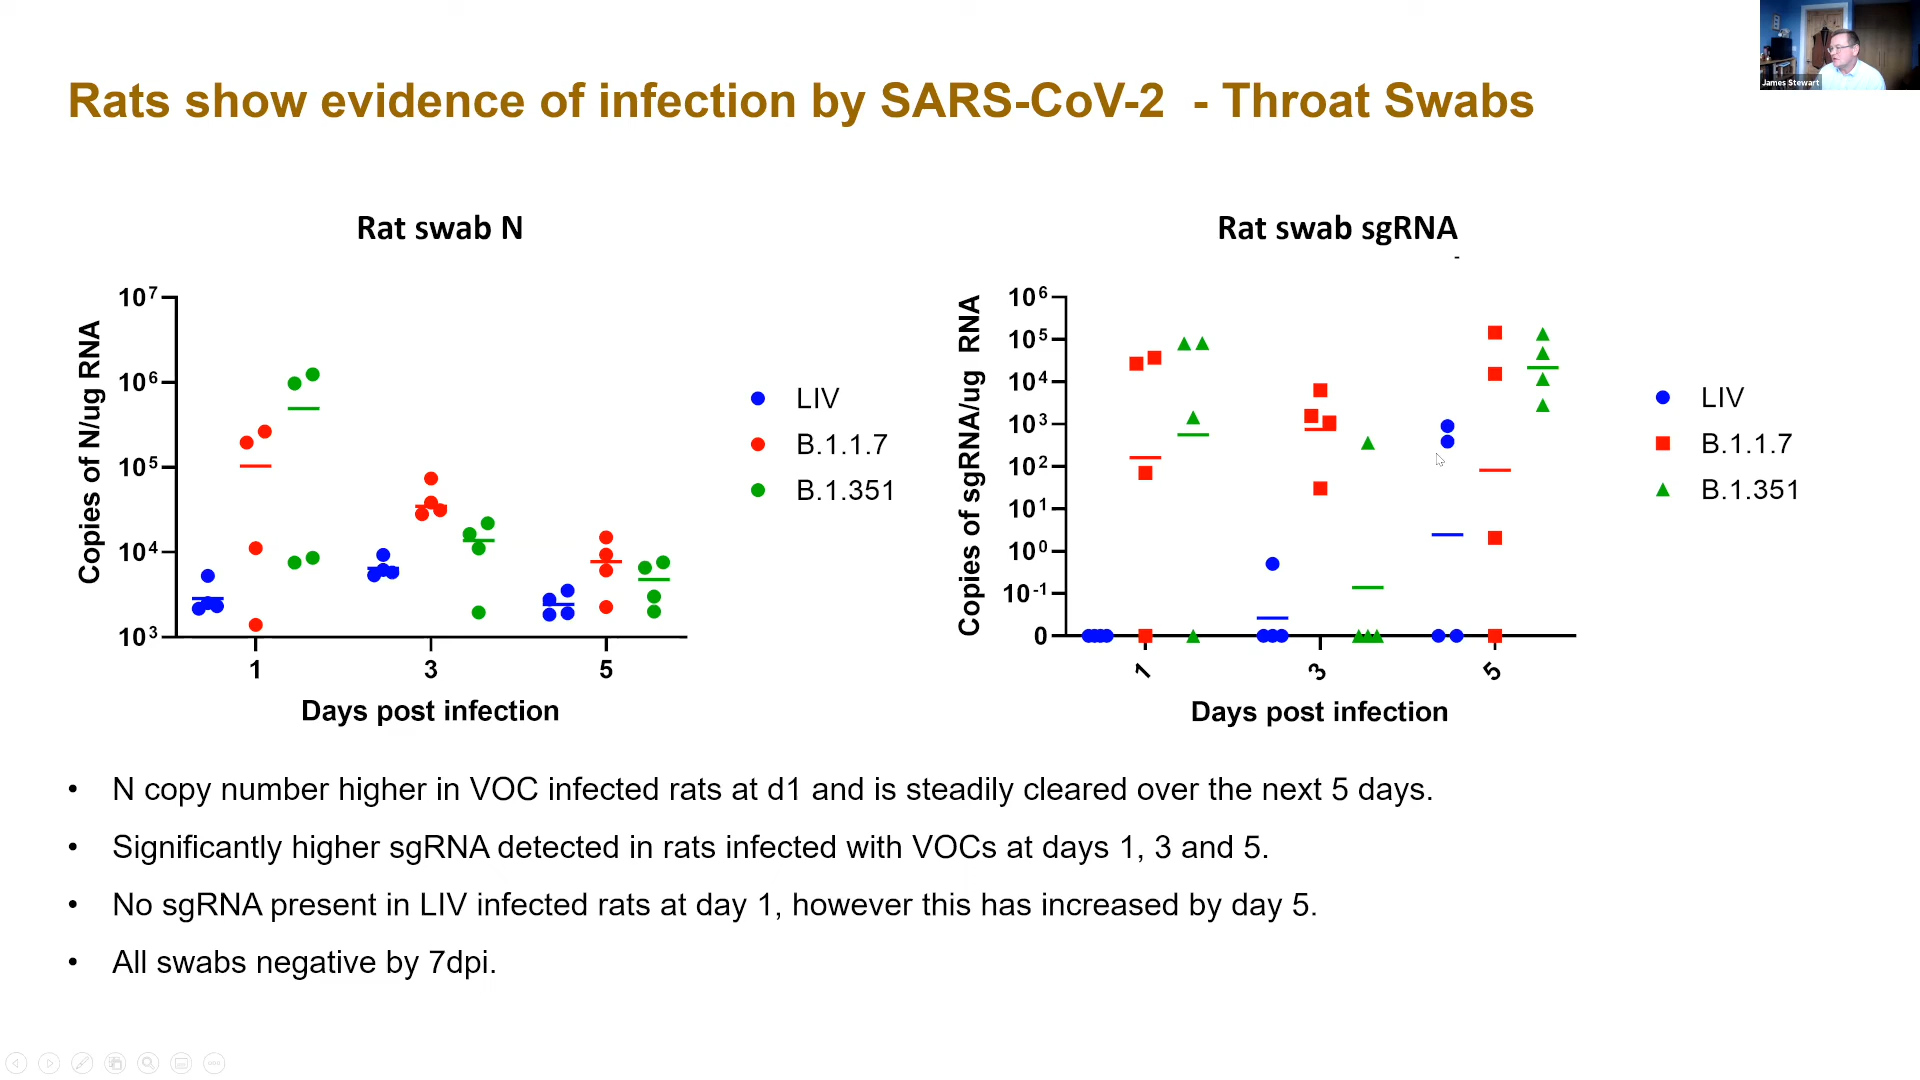 James Stewart
Rats show evidence of infection by SARS-CoV-2 - Throat Swabs
Rat swab N
Copies of N/ug RNA
10⁷
10⁶
10⁵
10⁴
10³
1 3 5
Days post infection
LIV
B.1.1.7
B.1.351
Rat swab sgRNA
-
Copies of sgRNA/ug RNA
10⁶
10⁵
10⁴
10³
10²
10¹
10⁰
10⁻¹
0
1 3 5
Days post infection
LIV
B.1.1.7
B.1.351
• N copy number higher in VOC infected rats at d1 and is steadily cleared over the next 5 days.
• Significantly higher sgRNA detected in rats infected with VOCs at days 1, 3 and 5.
• No sgRNA present in LIV infected rats at day 1, however this has increased by day 5.
• All swabs negative by 7dpi.